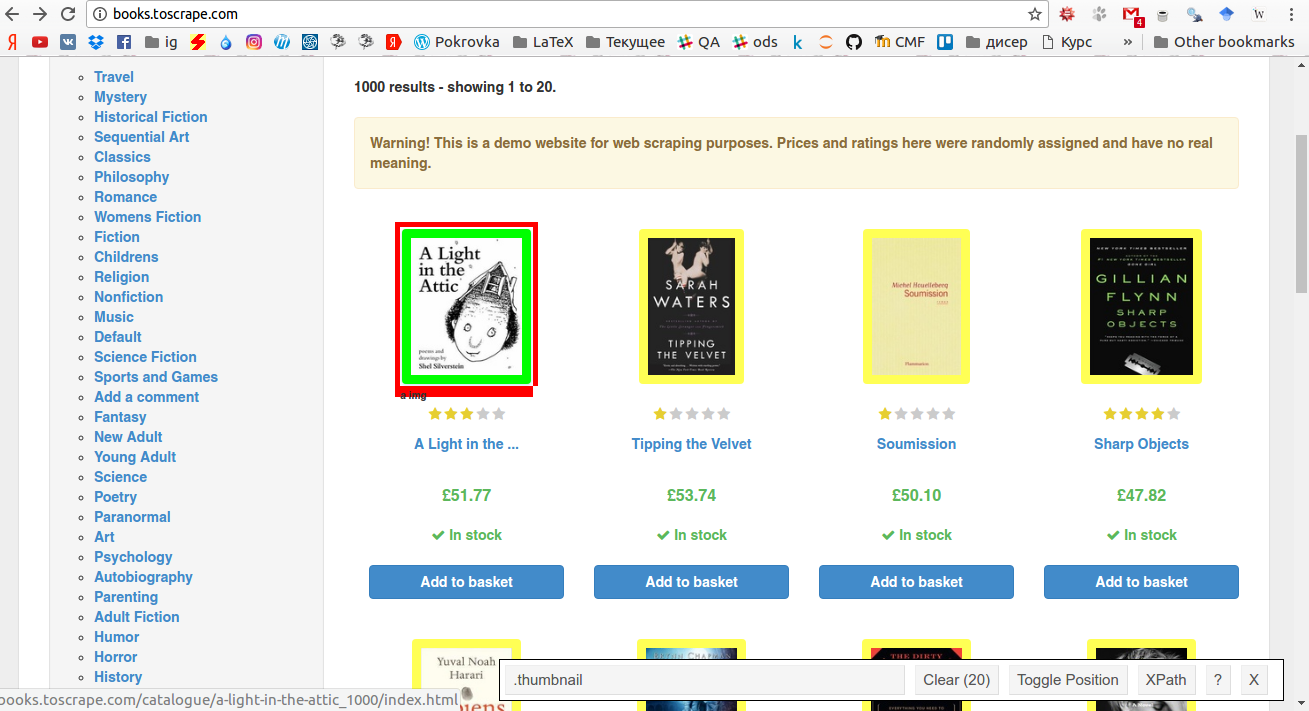 books.toscrape.com
4
W
Я
Я
Pokrovka
ig
LaTeX
Текущее
QA
ods
k
CMF
дисер
Курс
»
Other bookmarks
Travel
Mystery
Historical Fiction
Sequential Art
Classics
Philosophy
Romance
Womens Fiction
Fiction
Childrens
Religion
Nonfiction
Music
Default
Science Fiction
Sports and Games
Add a comment
Fantasy
New Adult
Young Adult
Science
Poetry
Paranormal
Art
Psychology
Autobiography
Parenting
Adult Fiction
Humor
Horror
History
1000 results - showing 1 to 20.
Warning! This is a demo website for web scraping purposes. Prices and ratings here were randomly assigned and have no real
meaning.
A Light
in the
Attic
poems and
drawings by
Shel Silverstein
a img
A Light in the ...
£51.77
In stock
Add to basket
SARAH
WATERS
TIPPING
THE VELVET
Tipping the Velvet
£53.74
In stock
Add to basket
Michel Houellebecq
Soumission
Flammarion
Soumission
£50.10
In stock
Add to basket
NEW YORK TIMES BESTSELLER
GILLIAN
FLYNN
SHARP
OBJECTS
Sharp Objects
£47.82
In stock
Add to basket
Yuval Noah
Harari
THE DIRTY
.thumbnail
Clear (20)
Toggle Position
XPath
?
X
books.toscrape.com/catalogue/a-light-in-the-attic_1000/index.html